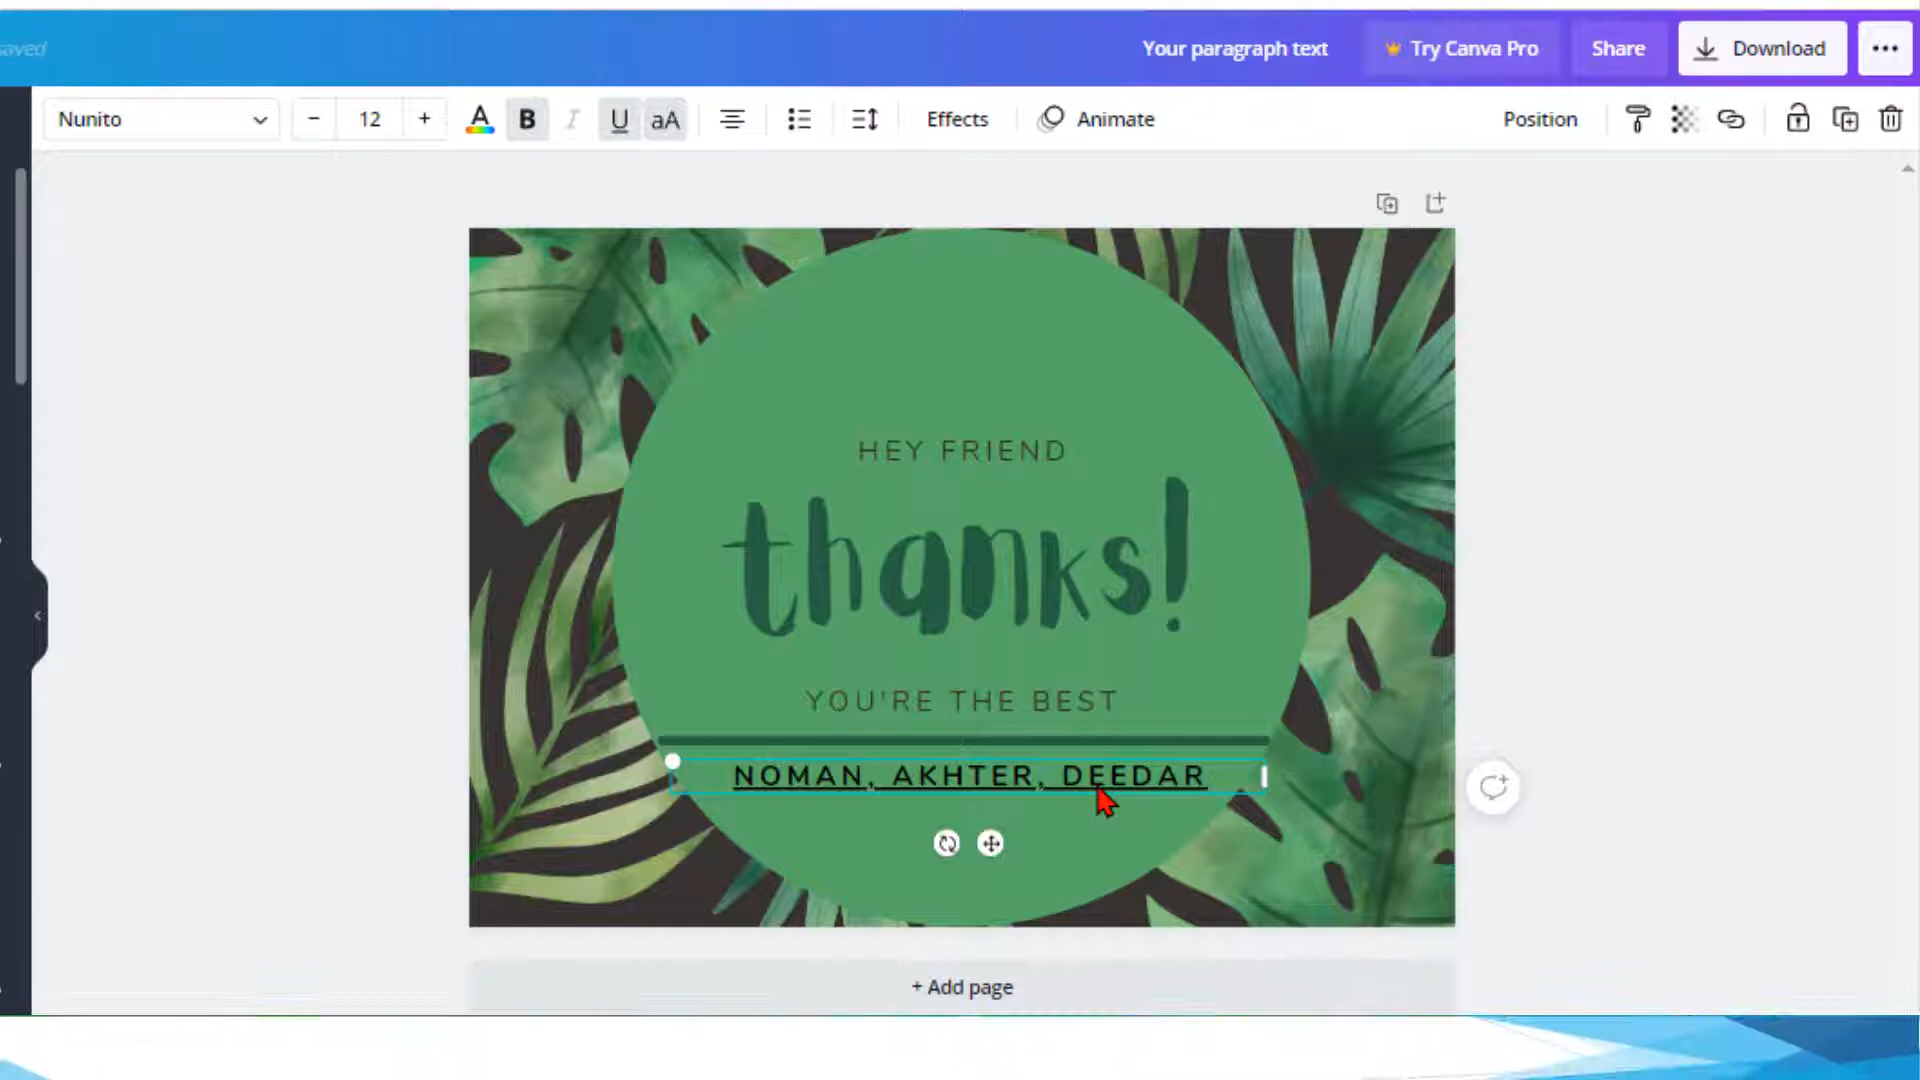 saved
Your paragraph text
Try Canva Pro
Share
Download
Nunito
12
A
B
I
U
aA
Effects
Animate
Position
HEY FRIEND
thanks!
YOU'RE THE BEST
NOMAN, AKHTER, DEEDAR
+ Add page